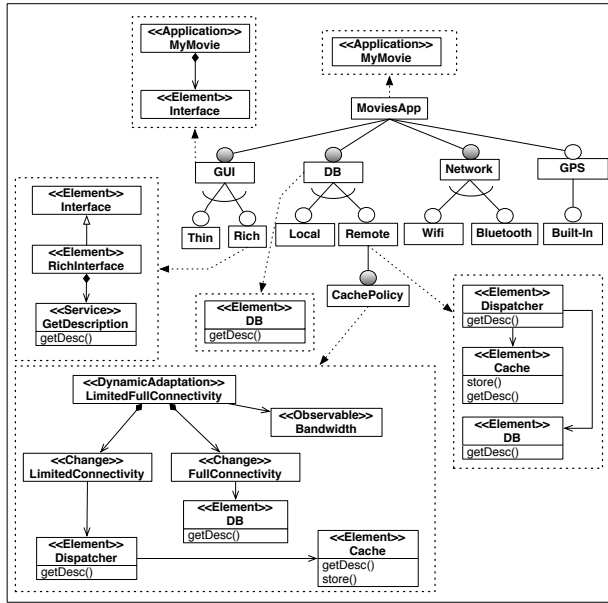 <<Application>>
MyMovie
<<Element>>
Interface
<<Application>>
MyMovie
MoviesApp
GUI
DB
Network
GPS
Thin
Rich
Local
Remote
Wifi
Bluetooth
Built-In
CachePolicy
<<Element>>
Interface
<<Element>>
RichInterface
<<Service>>
GetDescription
getDesc()
<<Element>>
DB
getDesc()
<<Element>>
Dispatcher
getDesc()
<<Element>>
Cache
store()
getDesc()
<<Element>>
DB
getDesc()
<<DynamicAdaptation>>
LimitedFullConnectivity
<<Observable>>
Bandwidth
<<Change>>
LimitedConnectivity
<<Change>>
FullConnectivity
<<Element>>
DB
getDesc()
<<Element>>
Dispatcher
getDesc()
<<Element>>
Cache
getDesc()
store()